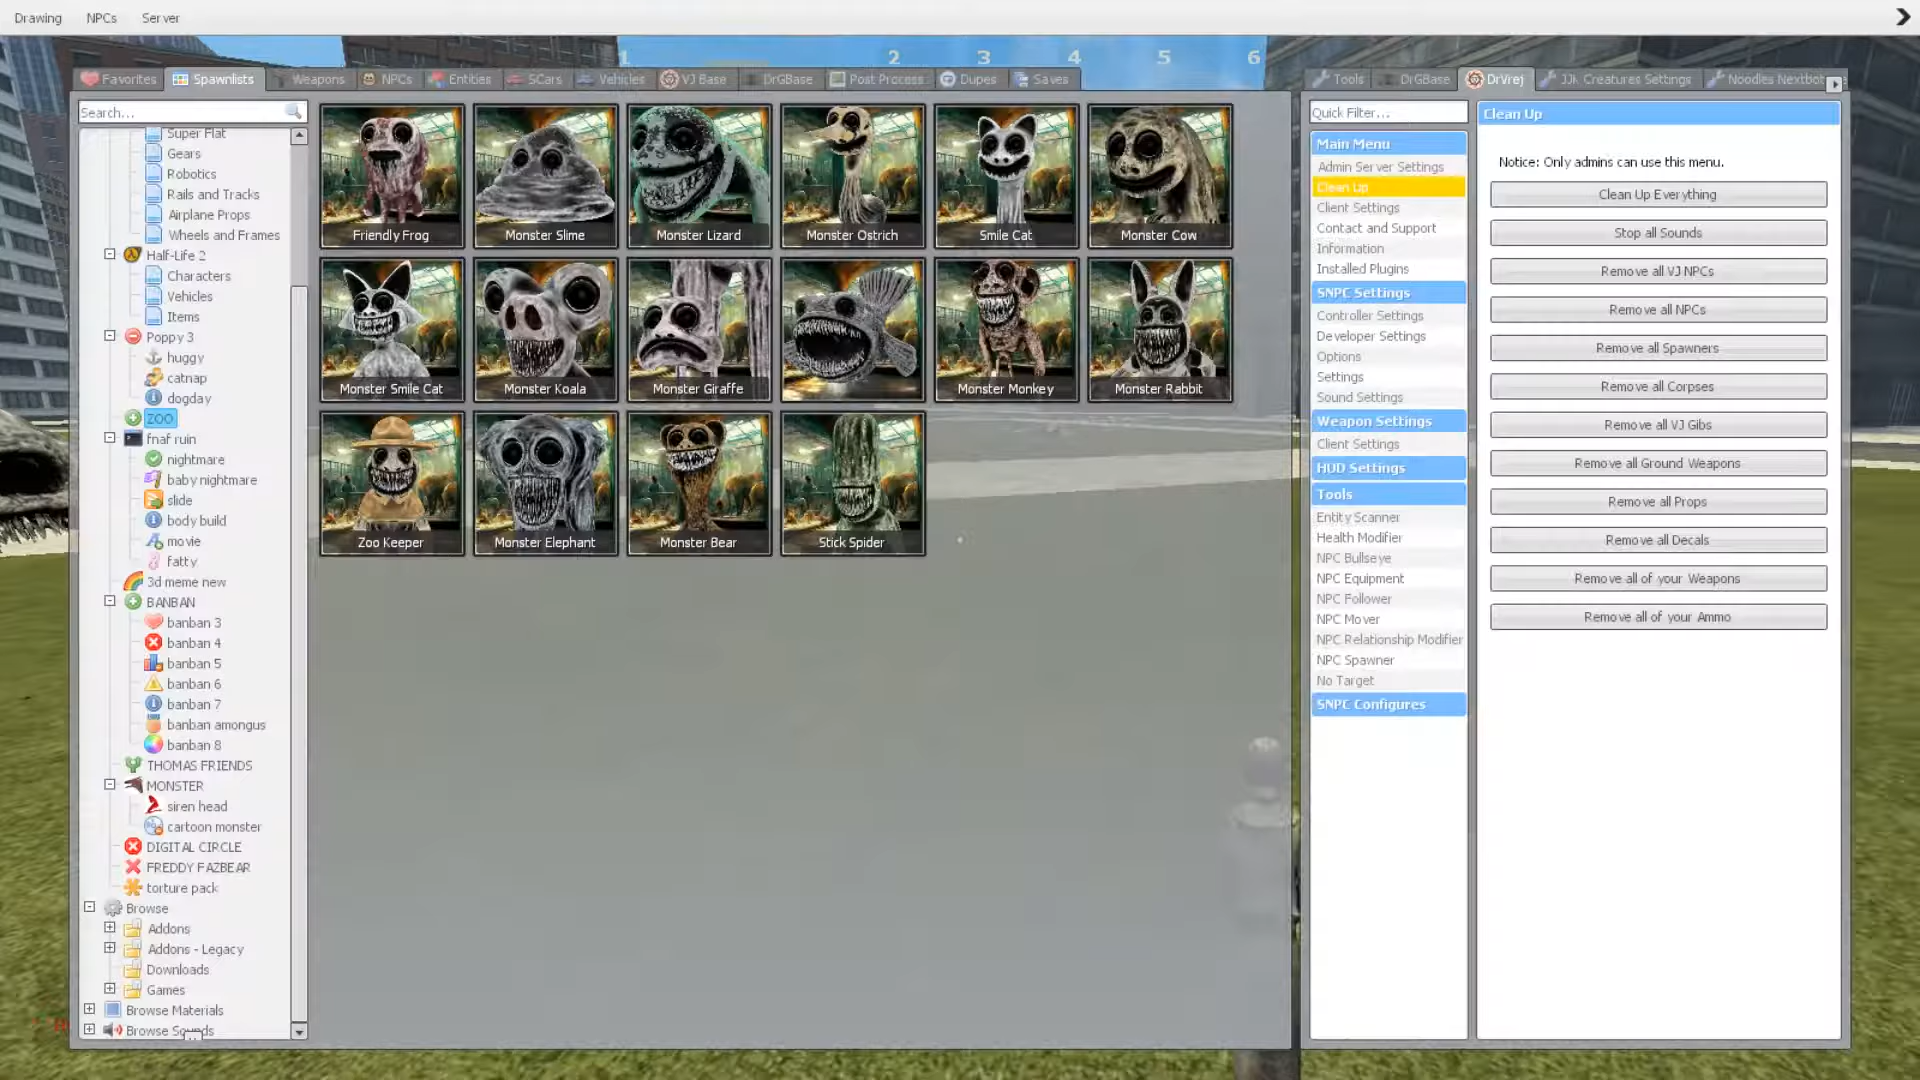 Drawing NPCs Server
1 2 3 4 5 6
Favorites Spawnlists Weapons NPCs Entities SCars Vehicles VJ Base DrGBase Post Process Dupes Saves
Tools DrGBase DrVrej JJK Creatures Settings Noodles Nextbot
Search...
Super Flat
Gears
Robotics
Rails and Tracks
Airplane Props
Wheels and Frames
Half-Life 2
Characters
Vehicles
Items
Poppy 3
huggy
catnap
dogday
ZOO
fnaf ruin
nightmare
baby nightmare
slide
body build
movie
fatty
3d meme new
BANBAN
banban 3
banban 4
banban 5
banban 6
banban 7
banban amongus
banban 8
THOMAS FRIENDS
MONSTER
siren head
cartoon monster
DIGITAL CIRCLE
FREDDY FAZBEAR
torture pack
Browse
Addons
Addons - Legacy
Downloads
Games
Browse Materials
Browse Sounds
Friendly Frog Monster Slime Monster Lizard Monster Ostrich Smile Cat Monster Cow
Monster Smile Cat Monster Koala Monster Giraffe Monster Monkey Monster Rabbit
Zoo Keeper Monster Elephant Monster Bear Stick Spider
Quick Filter...
Main Menu
Admin Server Settings
Clean Up
Client Settings
Contact and Support
Information
Installed Plugins
SNPC Settings
Controller Settings
Developer Settings
Options
Settings
Sound Settings
Weapon Settings
Client Settings
HUD Settings
Tools
Entity Scanner
Health Modifier
NPC Bullseye
NPC Equipment
NPC Follower
NPC Mover
NPC Relationship Modifier
NPC Spawner
No Target
SNPC Configures
Clean Up
Notice: Only admins can use this menu.
Clean Up Everything
Stop all Sounds
Remove all VJ NPCs
Remove all NPCs
Remove all Spawners
Remove all Corpses
Remove all VJ Gibs
Remove all Ground Weapons
Remove all Props
Remove all Decals
Remove all of your Weapons
Remove all of your Ammo